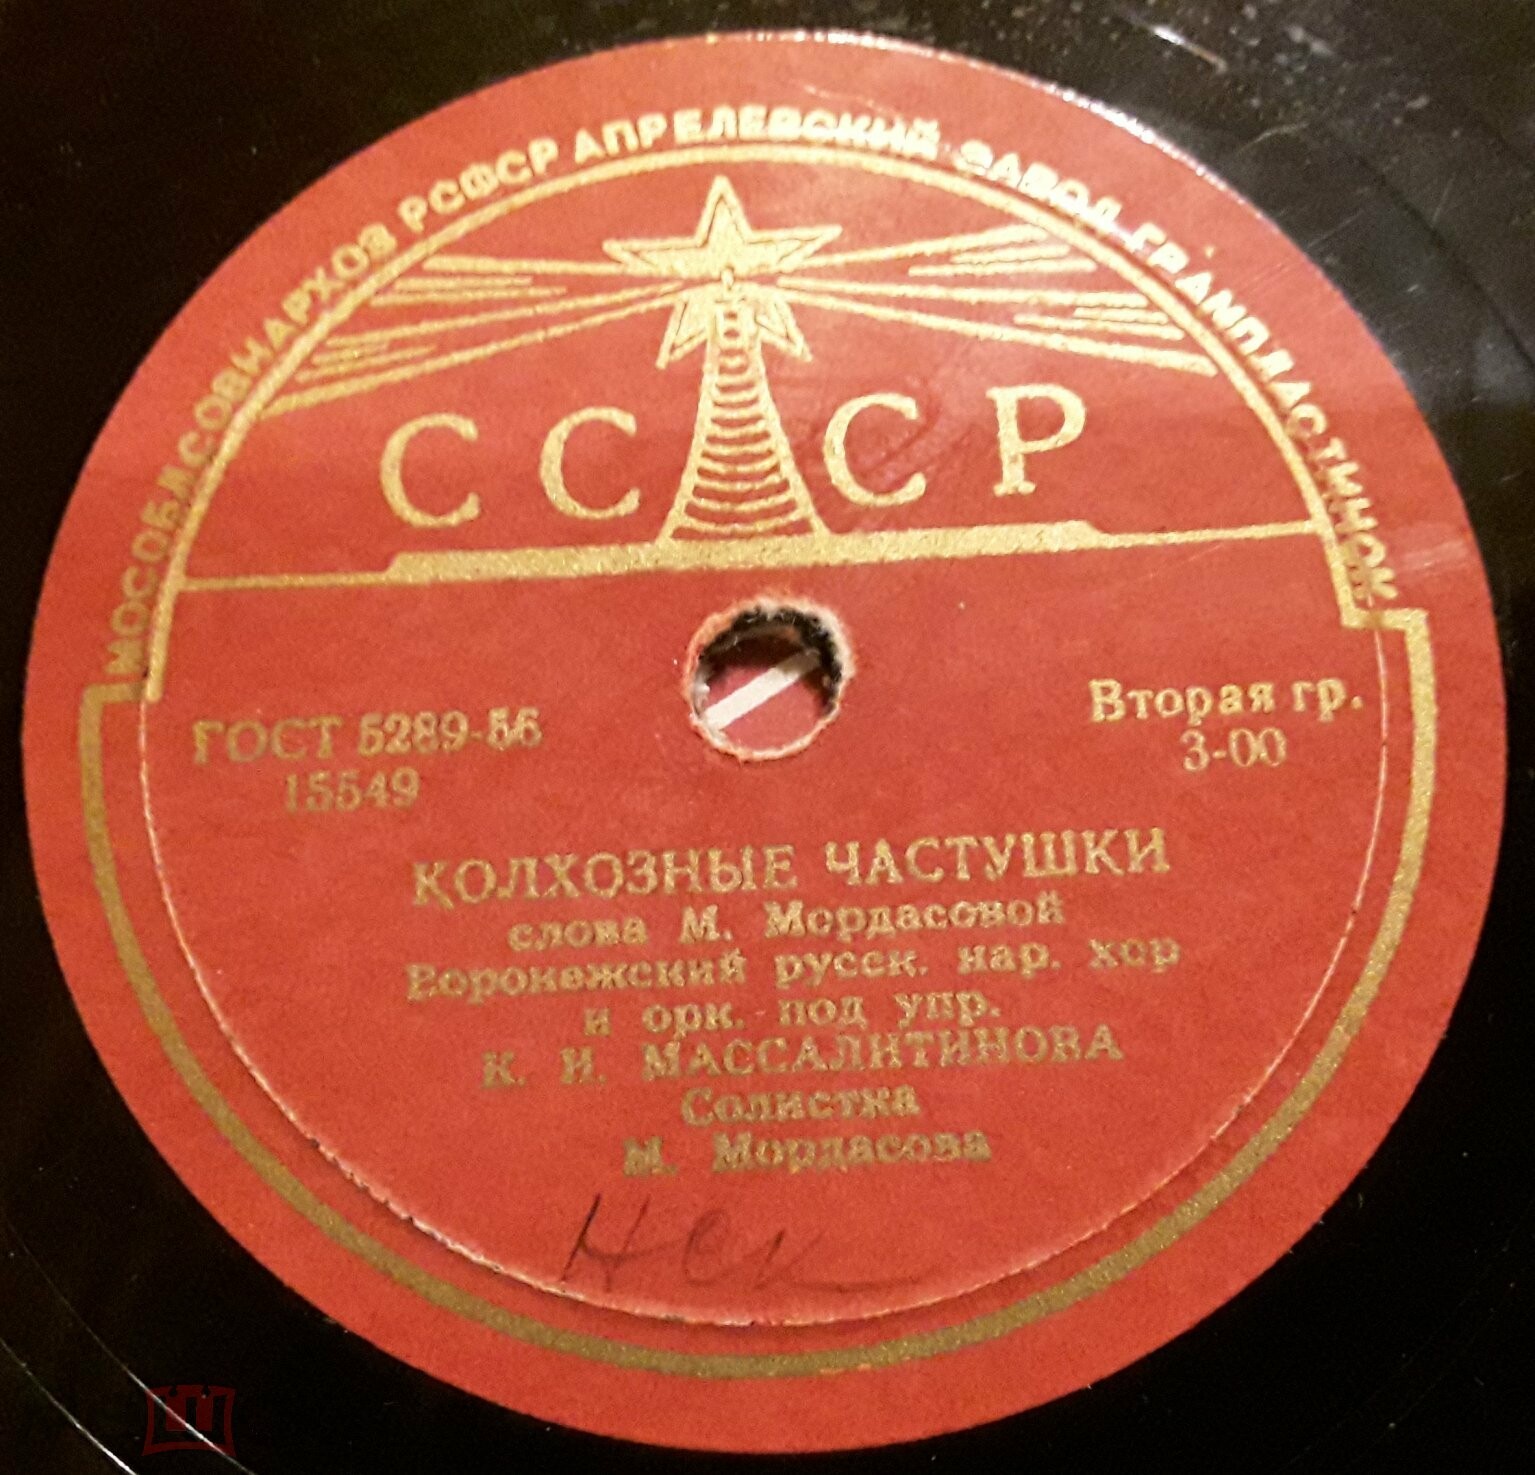 МОСОБЛСОВНАРХОЗ РСФСР АПРЕЛЕВСКИЙ ЗАВОД ГРАМПЛАСТИНОК
СССР
ГОСТ 5289-56
15549
Вторая гр.
3-00
КОЛХОЗНЫЕ ЧАСТУШКИ
слова М. Мордасовой
Воронежский русск. нар. хор
и орк. под упр.
К. И. МАССАЛИТИНОВА
Солистка
М. Мордасова